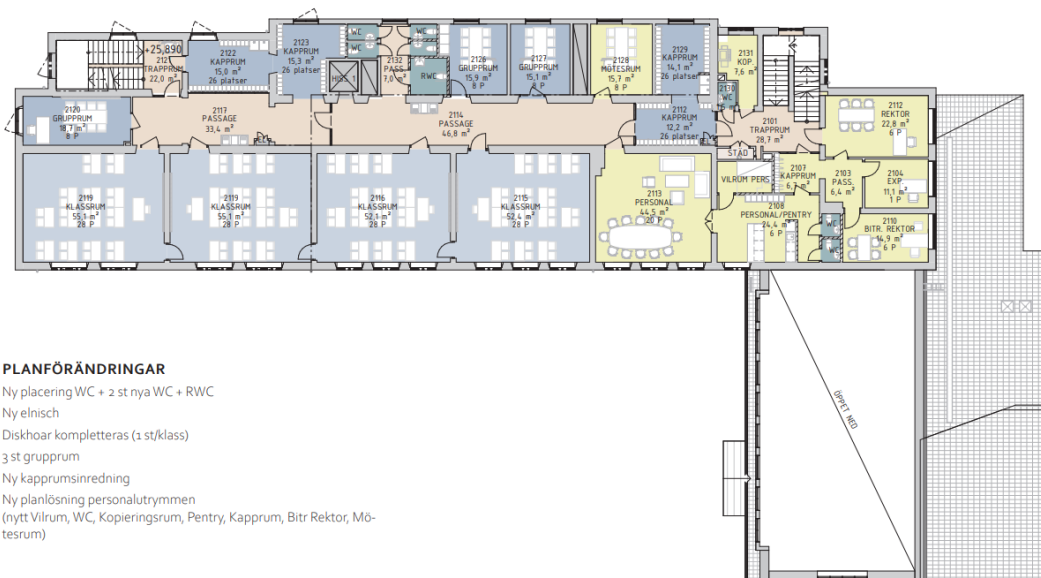 +25,890
212
TRAPPRUM
22,0 m²
2122
KAPPRUM
15,0 m²
26 platser
2123
KAPPRUM
15,3 m²
26 platser
WC
WC
HISS 1
2132
PASS
7,0 m²
WC
WC
RWC
2126
GRUPPRUM
15,9 m²
8 P
2127
GRUPPRUM
15,1 m²
8 P
2128
MÖTESRUM
15,7 m²
8 P
2129
KAPPRUM
14,1 m²
26 platser
2131
KOP.
7,6 m²
2130
WC
2120
GRUPPRUM
18,7 m²
8 P
2117
PASSAGE
33,4 m²
2114
PASSAGE
46,8 m²
2112
KAPPRUM
12,2 m²
26 platser
2101
TRAPPRUM
28,7 m²
2112
REKTOR
22,8 m²
6 P
STÄD
VILRUM PERS
2107
KAPPRUM
2103
PASS.
6,4 m²
2104
EXP
11,1 m²
1 P
2119
KLASSRUM
55,1 m²
28 P
2119
KLASSRUM
55,1 m²
28 P
2116
KLASSRUM
52,1 m²
28 P
2115
KLASSRUM
52,4 m²
28 P
2113
PERSONAL
44,5 m²
20 P
2108
PERSONAL/PENTRY
24,4 m²
6 P
WC
WC
2110
BITR. REKTOR
14,9 m²
6 P
ÖPPET NED
PLANFÖRÄNDRINGAR
Ny placering WC + 2 st nya WC + RWC
Ny elnisch
Diskhoar kompletteras (1 st/klass)
3 st grupprum
Ny kapprumsinredning
Ny planlösning personalutrymmen
(nytt Vilrum, WC, Kopieringsrum, Pentry, Kapprum, Bitr Rektor, Mö-
tesrum)